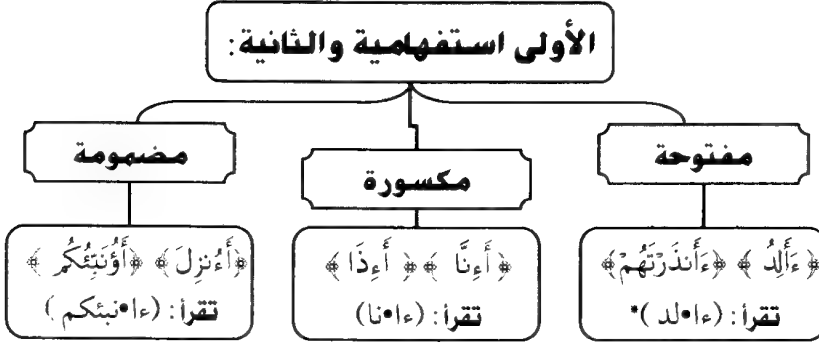 الأولى استفهامية والثانية:
مفتوحة
مكسورة
مضمومة
﴿ءَأَلِدُ﴾ ﴿ءَأَنذَرْتَهُمْ﴾
تقرأ: (ءا•لد)*
﴿أَءِنَّا﴾ ﴿أَءِذَا﴾
تقرأ: (ءا•نا)
﴿أَءُنزِلَ﴾ ﴿أَؤُنَبِّئُكُم﴾
تقرأ: (ءا•نبئكم)